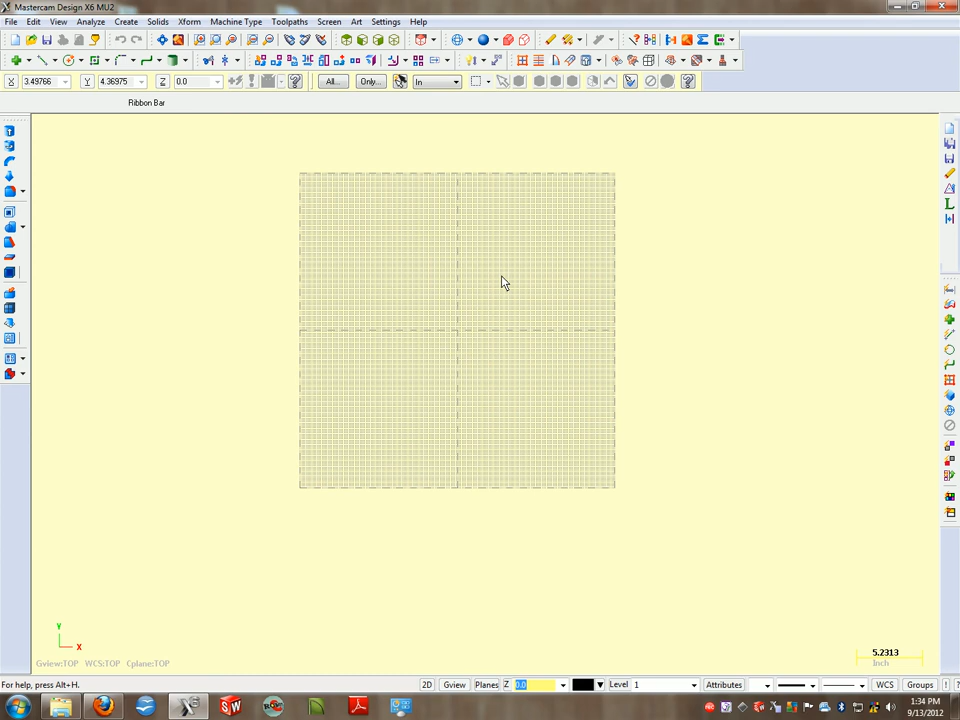 Mastercam Design X6 MU2
File Edit View Analyze Create Solids Xform Machine Type Toolpaths Screen Art Settings Help
X 3.49766 Y 4.36975 Z 0.0 All... Only... In
Ribbon Bar
Y
X
Gview:TOP WCS:TOP Cplane:TOP
5.2313
Inch
For help, press Alt+H. 2D Gview Planes Z 0.0 Level 1 Attributes WCS Groups ?
1:34 PM
9/13/2012